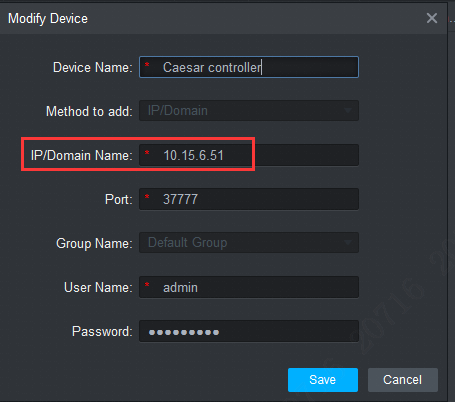 Modify Device
Device Name: * Caesar controller
Method to add: IP/Domain
IP/Domain Name: * 10.15.6.51
Port: * 37777
Group Name: Default Group
User Name: * admin
Password: ●●●●●●●●●
Save Cancel